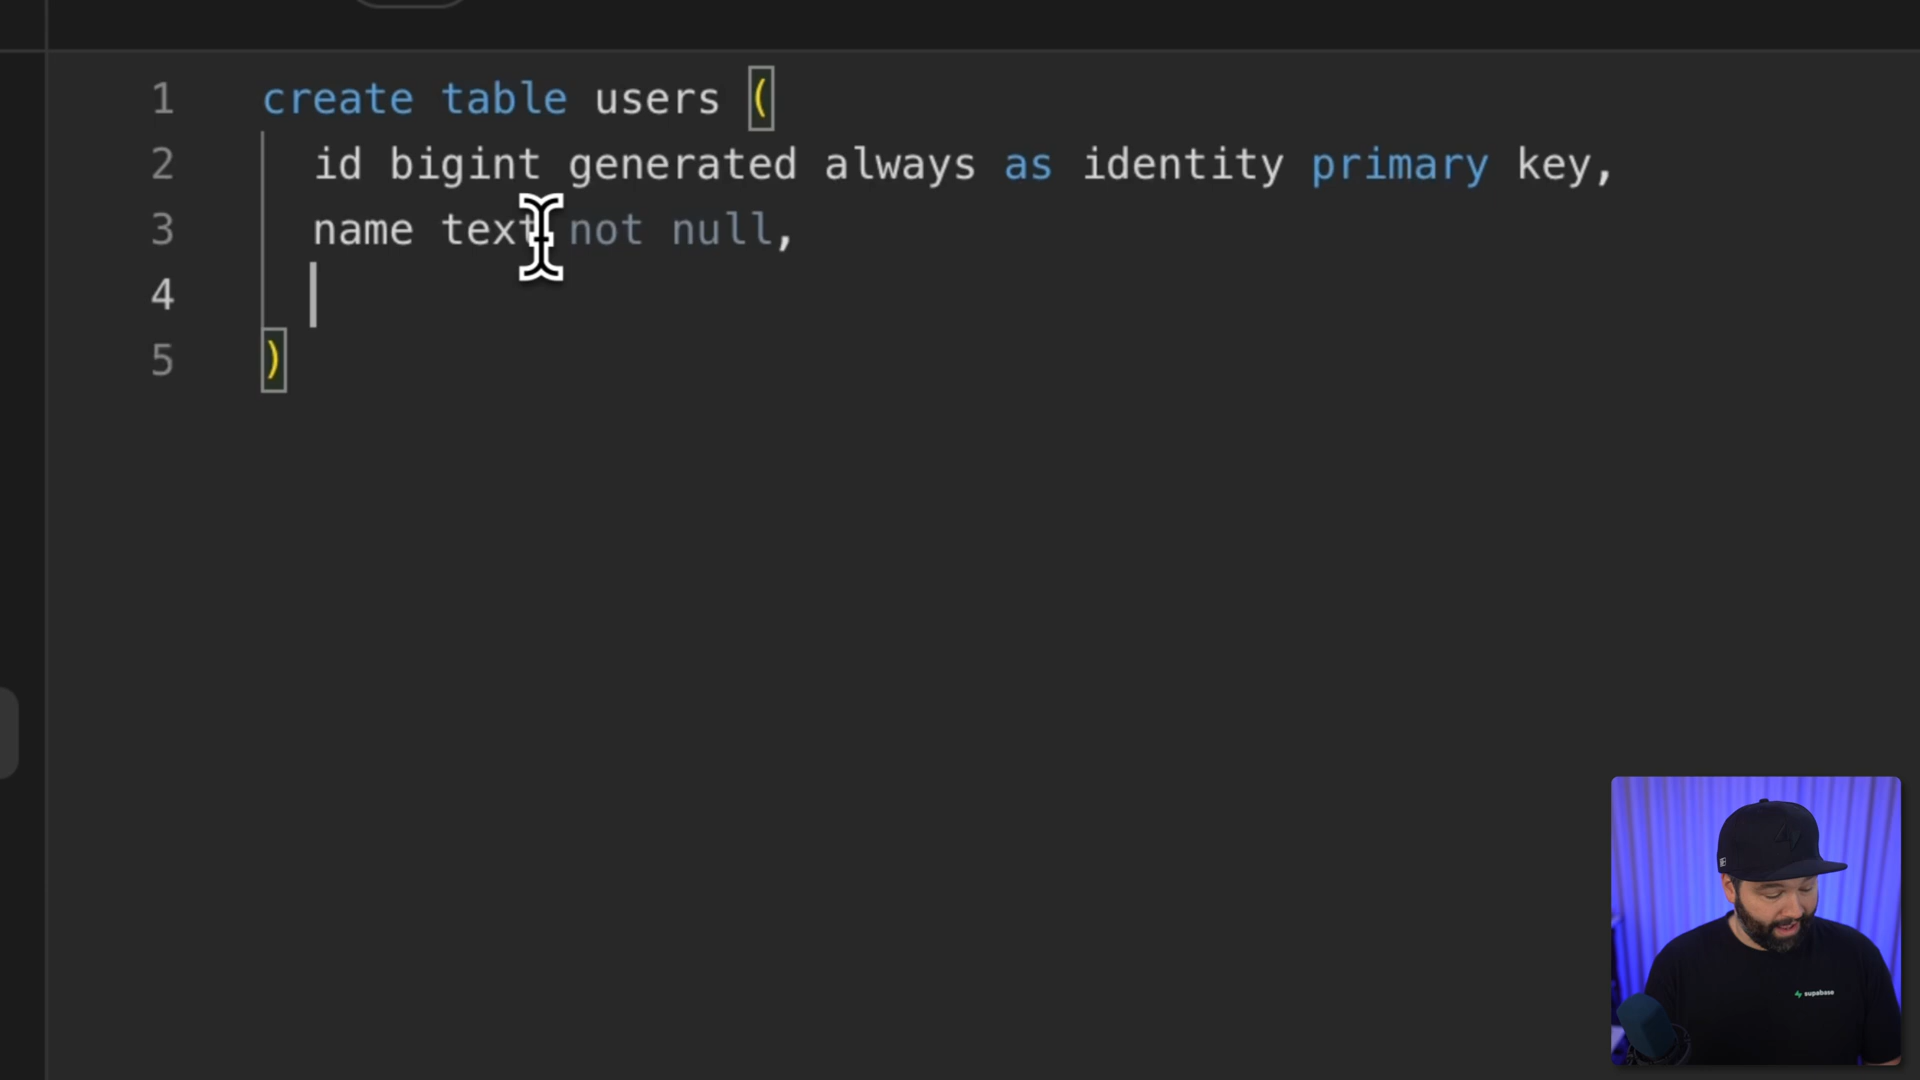 1 create table users (
2 id bigint generated always as identity primary key,
3 name text not null,
4
5 )
supabase